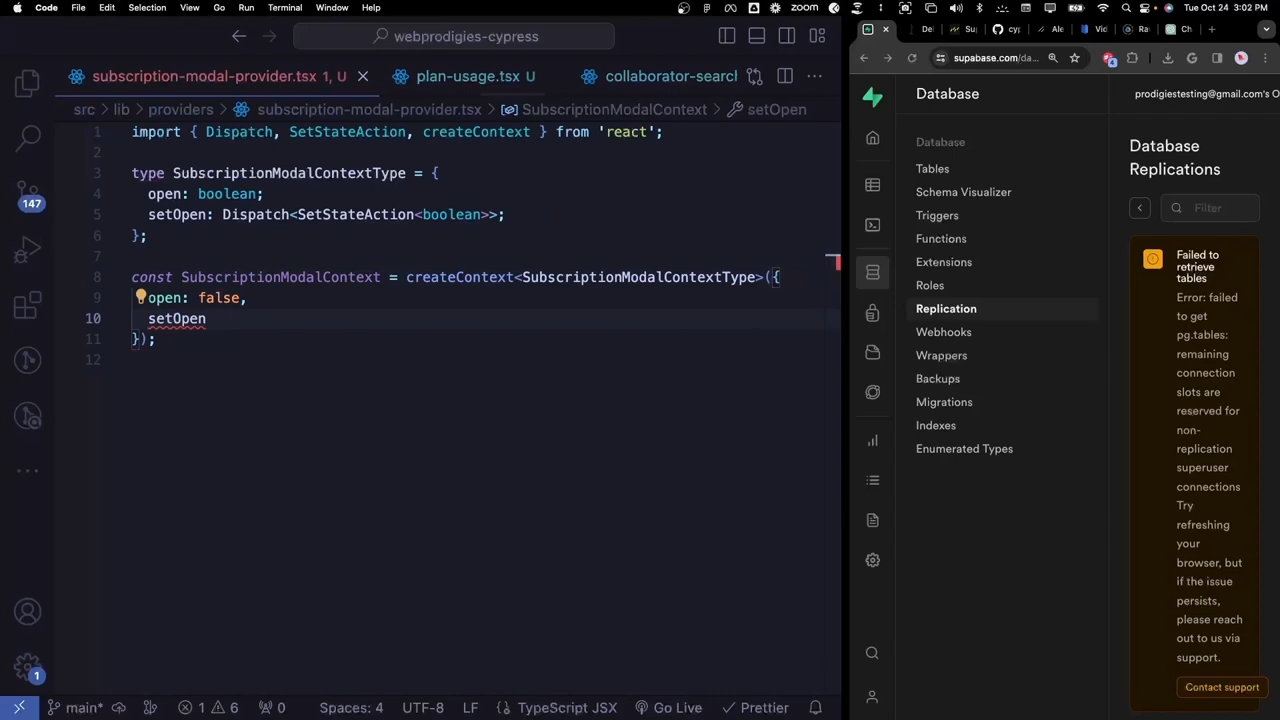 Code File Edit Selection View Go Run Terminal Window Help
zoom
Tue Oct 24 3:02 PM
webprodigies-cypress
subscription-modal-provider.tsx 1, U
plan-usage.tsx U
collaborator-search
src > lib > providers > subscription-modal-provider.tsx > SubscriptionModalContext > setOpen
1 import { Dispatch, SetStateAction, createContext } from 'react';
2
3 type SubscriptionModalContextType = {
4 open: boolean;
5 setOpen: Dispatch<SetStateAction<boolean>>;
6 };
7
8 const SubscriptionModalContext = createContext<SubscriptionModalContextType>({
9 open: false,
10 setOpen
11 });
12
147
1
main*
1 6
0
Spaces: 4
UTF-8
LF
TypeScript JSX
Go Live
Prettier
supabase.com/da...
4
Database
prodigiestesting@gmail.com's O
Database
Tables
Schema Visualizer
Triggers
Functions
Extensions
Roles
Replication
Webhooks
Wrappers
Backups
Migrations
Indexes
Enumerated Types
Database
Replications
Filter
Failed to
retrieve
tables
Error: failed
to get
pg.tables:
remaining
connection
slots are
reserved for
non-
replication
superuser
connections
Try
refreshing
your
browser, but
if the issue
persists,
please reach
out to us via
support.
Contact support